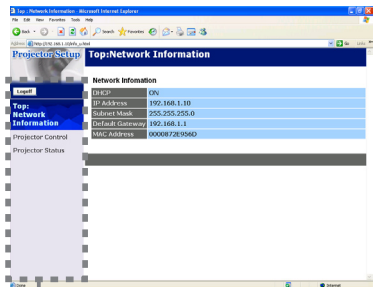 Top : Network Information - Microsoft Internet Explorer
File Edit View Favorites Tools Help
Back Search Favorites
Projector Setup
Top:Network Information
Logoff
Top:
Network
Information
Projector Control
Projector Status
Network Information
DHCP ON
IP Address 192.168.1.10
Subnet Mask 255.255.255.0
Default Gateway 192.168.1.1
MAC Address 0000872E956D
Done Internet